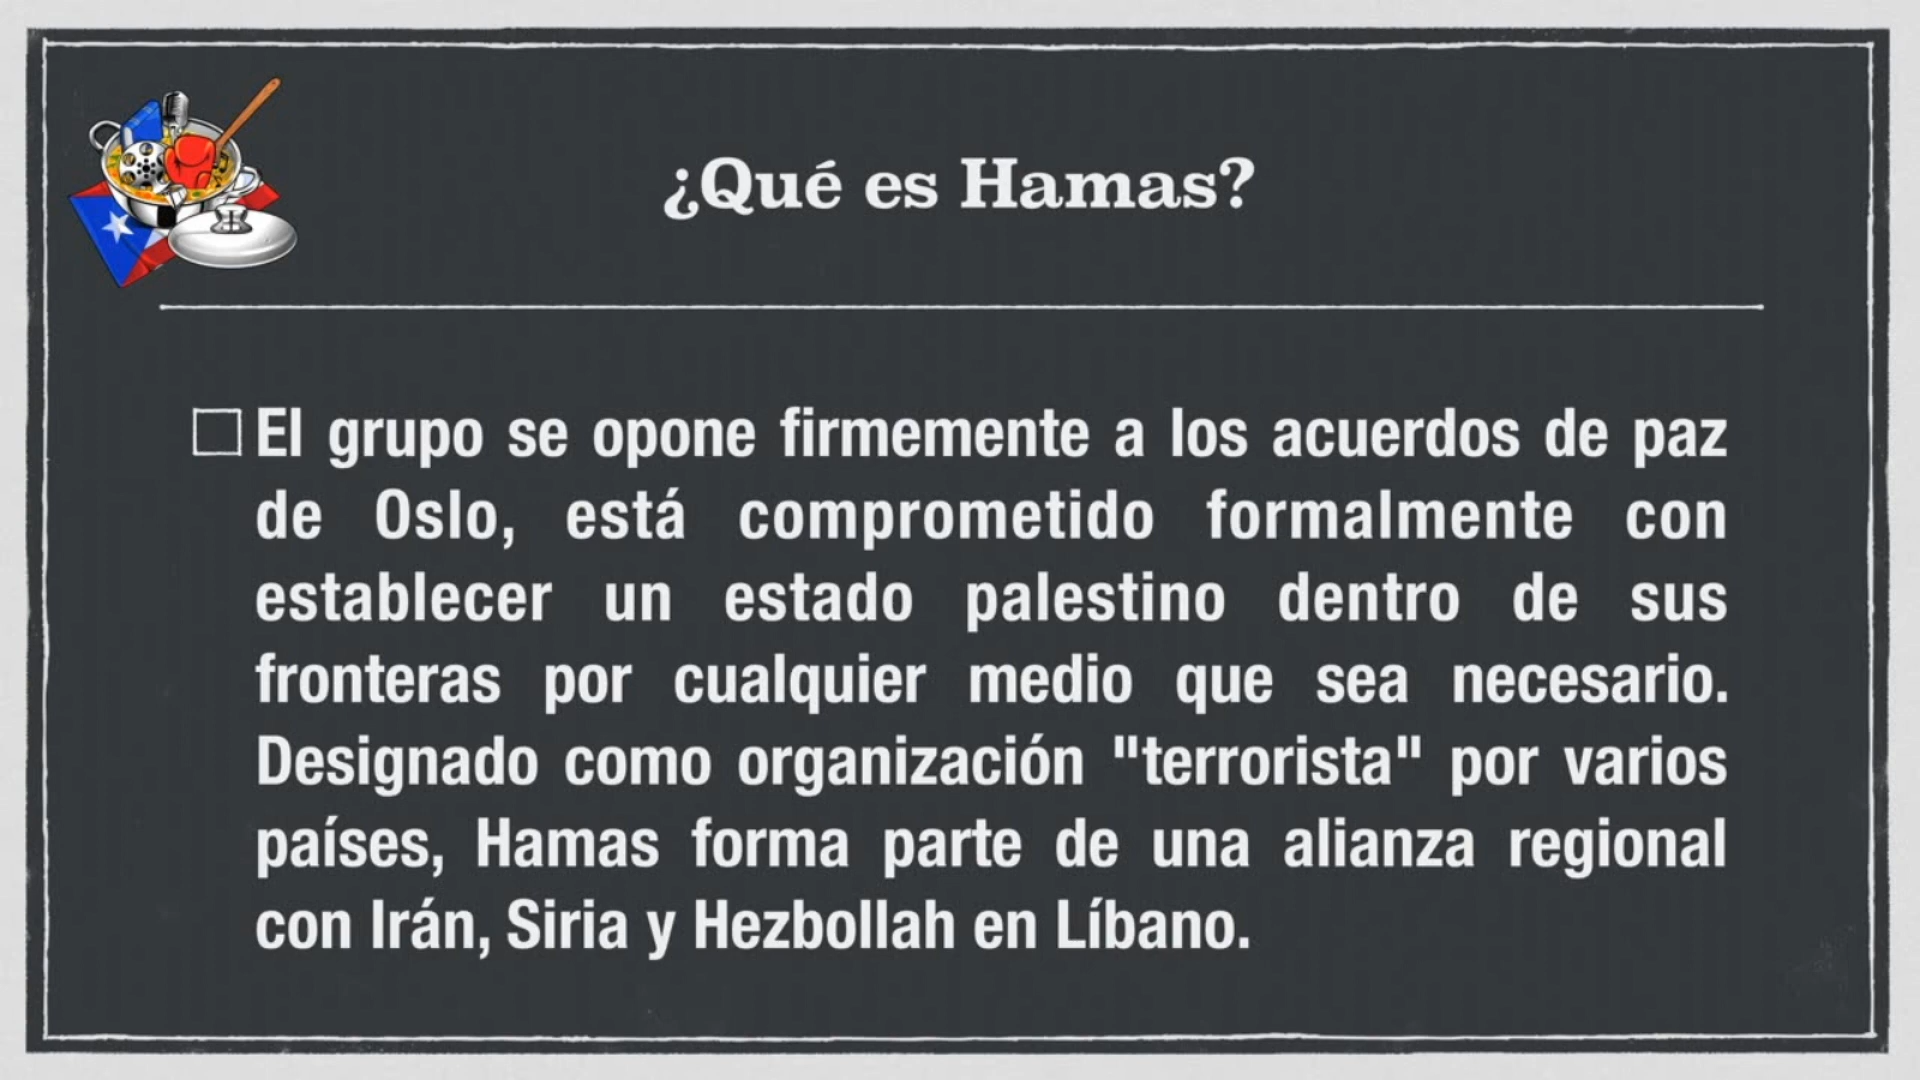 ¿Qué es Hamas?
El grupo se opone firmemente a los acuerdos de paz
de Oslo, está comprometido formalmente con
establecer un estado palestino dentro de sus
fronteras por cualquier medio que sea necesario.
Designado como organización "terrorista" por varios
países, Hamas forma parte de una alianza regional
con Irán, Siria y Hezbollah en Líbano.